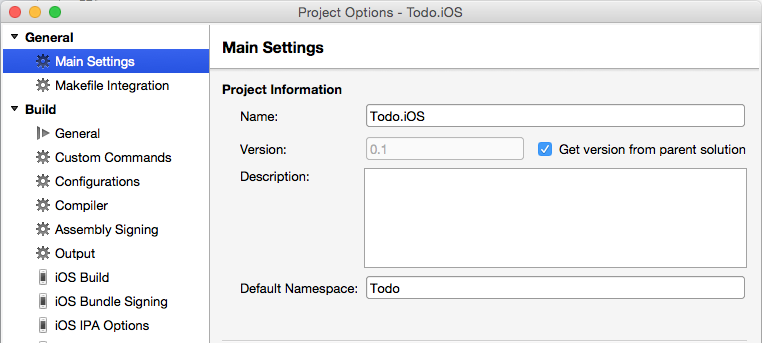 Project Options - Todo.iOS
General
Main Settings
Makefile Integration
Build
General
Custom Commands
Configurations
Compiler
Assembly Signing
Output
iOS Build
iOS Bundle Signing
iOS IPA Options
Main Settings
Project Information
Name: Todo.iOS
Version: 0.1 Get version from parent solution
Description:
Default Namespace: Todo